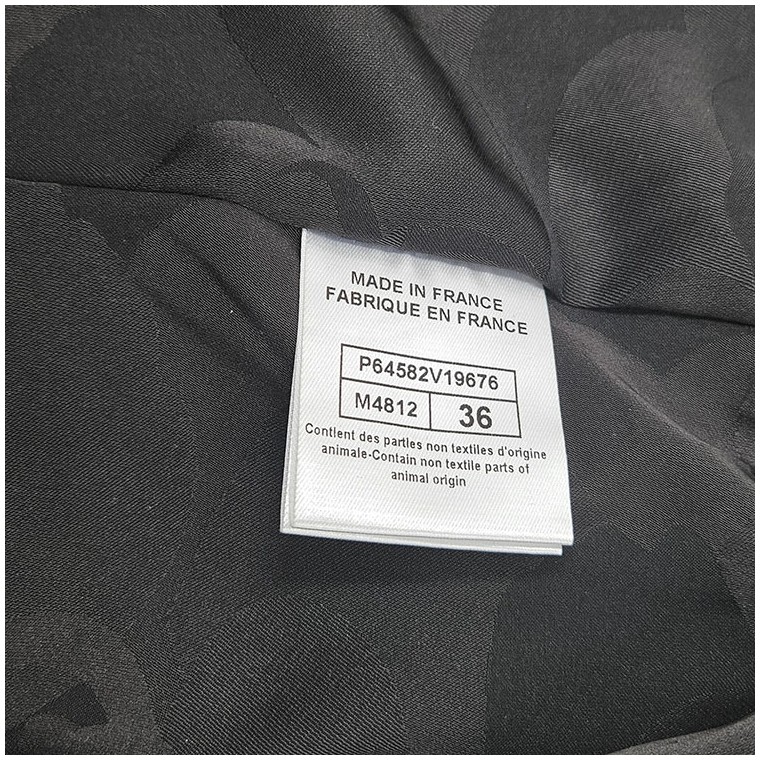 MADE IN FRANCE
FABRIQUE EN FRANCE
P64582V19676
M4812 36
Contient des parties non textiles d'origine
animale-Contain non textile parts of
animal origin